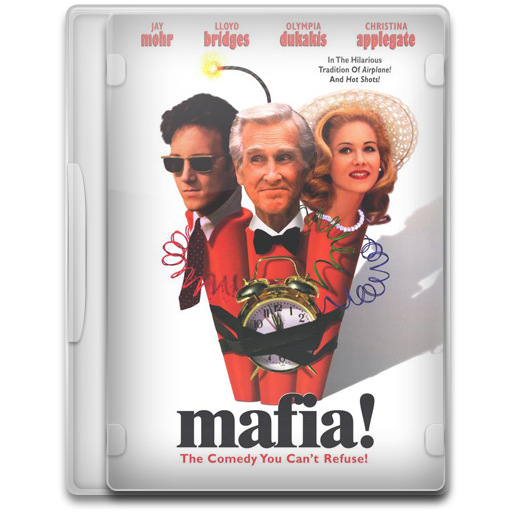 JAY LLOYD OLYMPIA CHRISTINA
mohr bridges dukakis applegate
In The Hilarious
Tradition Of Airplane!
And Hot Shots!
mafia!
The Comedy You Can't Refuse!